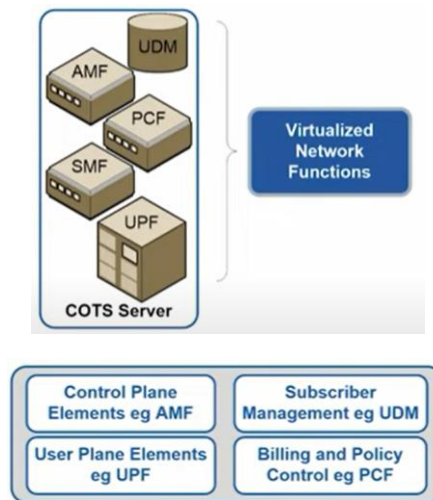 UDM
AMF
PCF
SMF
UPF
COTS Server
Virtualized
Network
Functions
Control Plane
Elements eg AMF
Subscriber
Management eg UDM
User Plane Elements
eg UPF
Billing and Policy
Control eg PCF